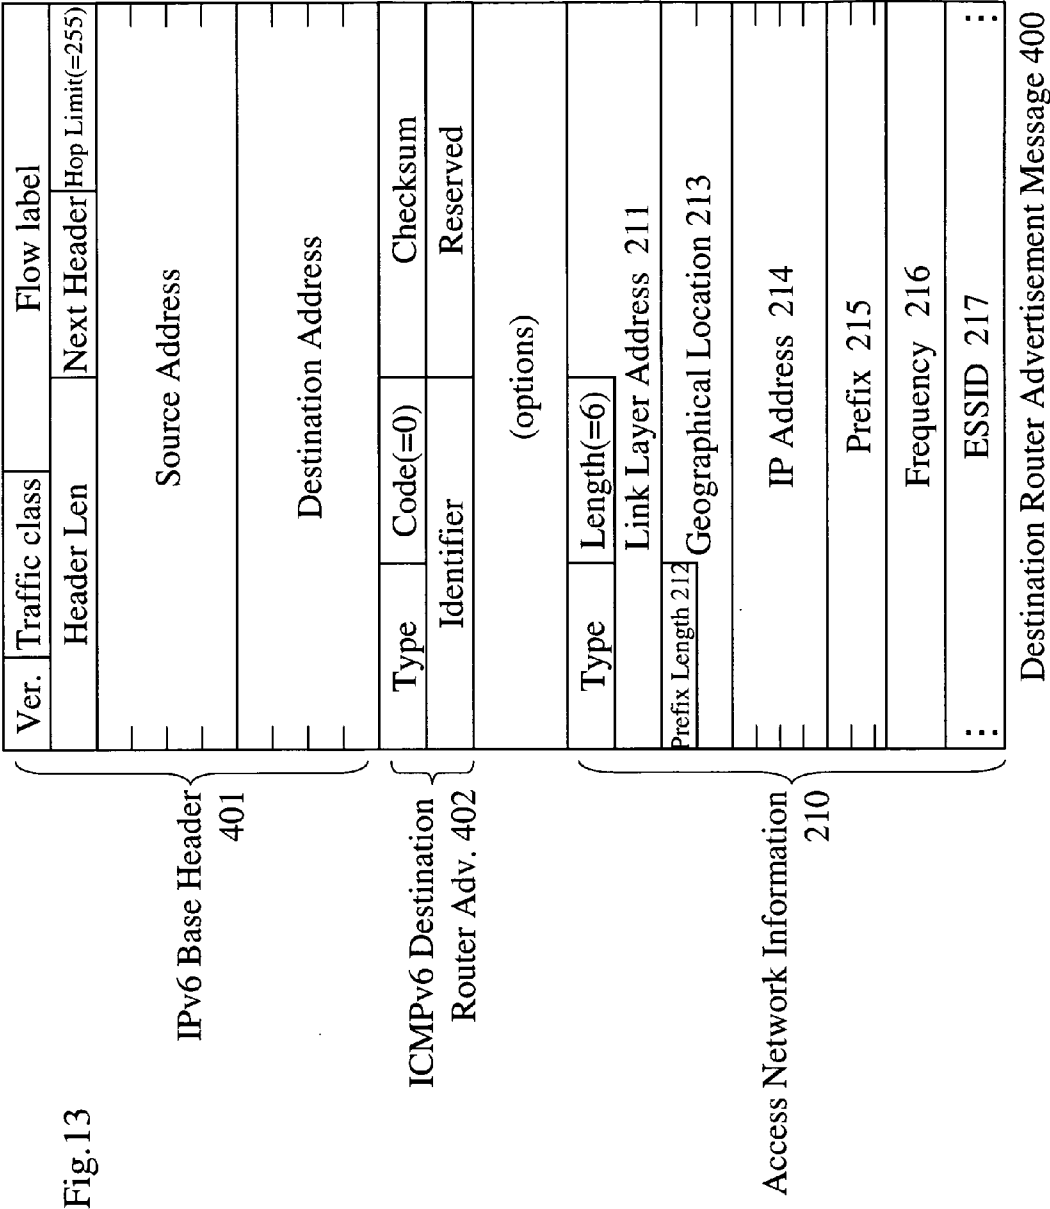 Fig.13
IPv6 Base Header
401
Ver.
Traffic class
Flow label
Header Len
Next Header
Hop Limit(=255)
Source Address
Destination Address
ICMPv6 Destination
Router Adv. 402
Type
Code(=0)
Checksum
Identifier
Reserved
(options)
Access Network Information
210
Type
Length(=6)
Link Layer Address 211
Prefix Length 212
Geographical Location 213
IP Address 214
Prefix 215
Frequency 216
ESSID 217
Destination Router Advertisement Message 400